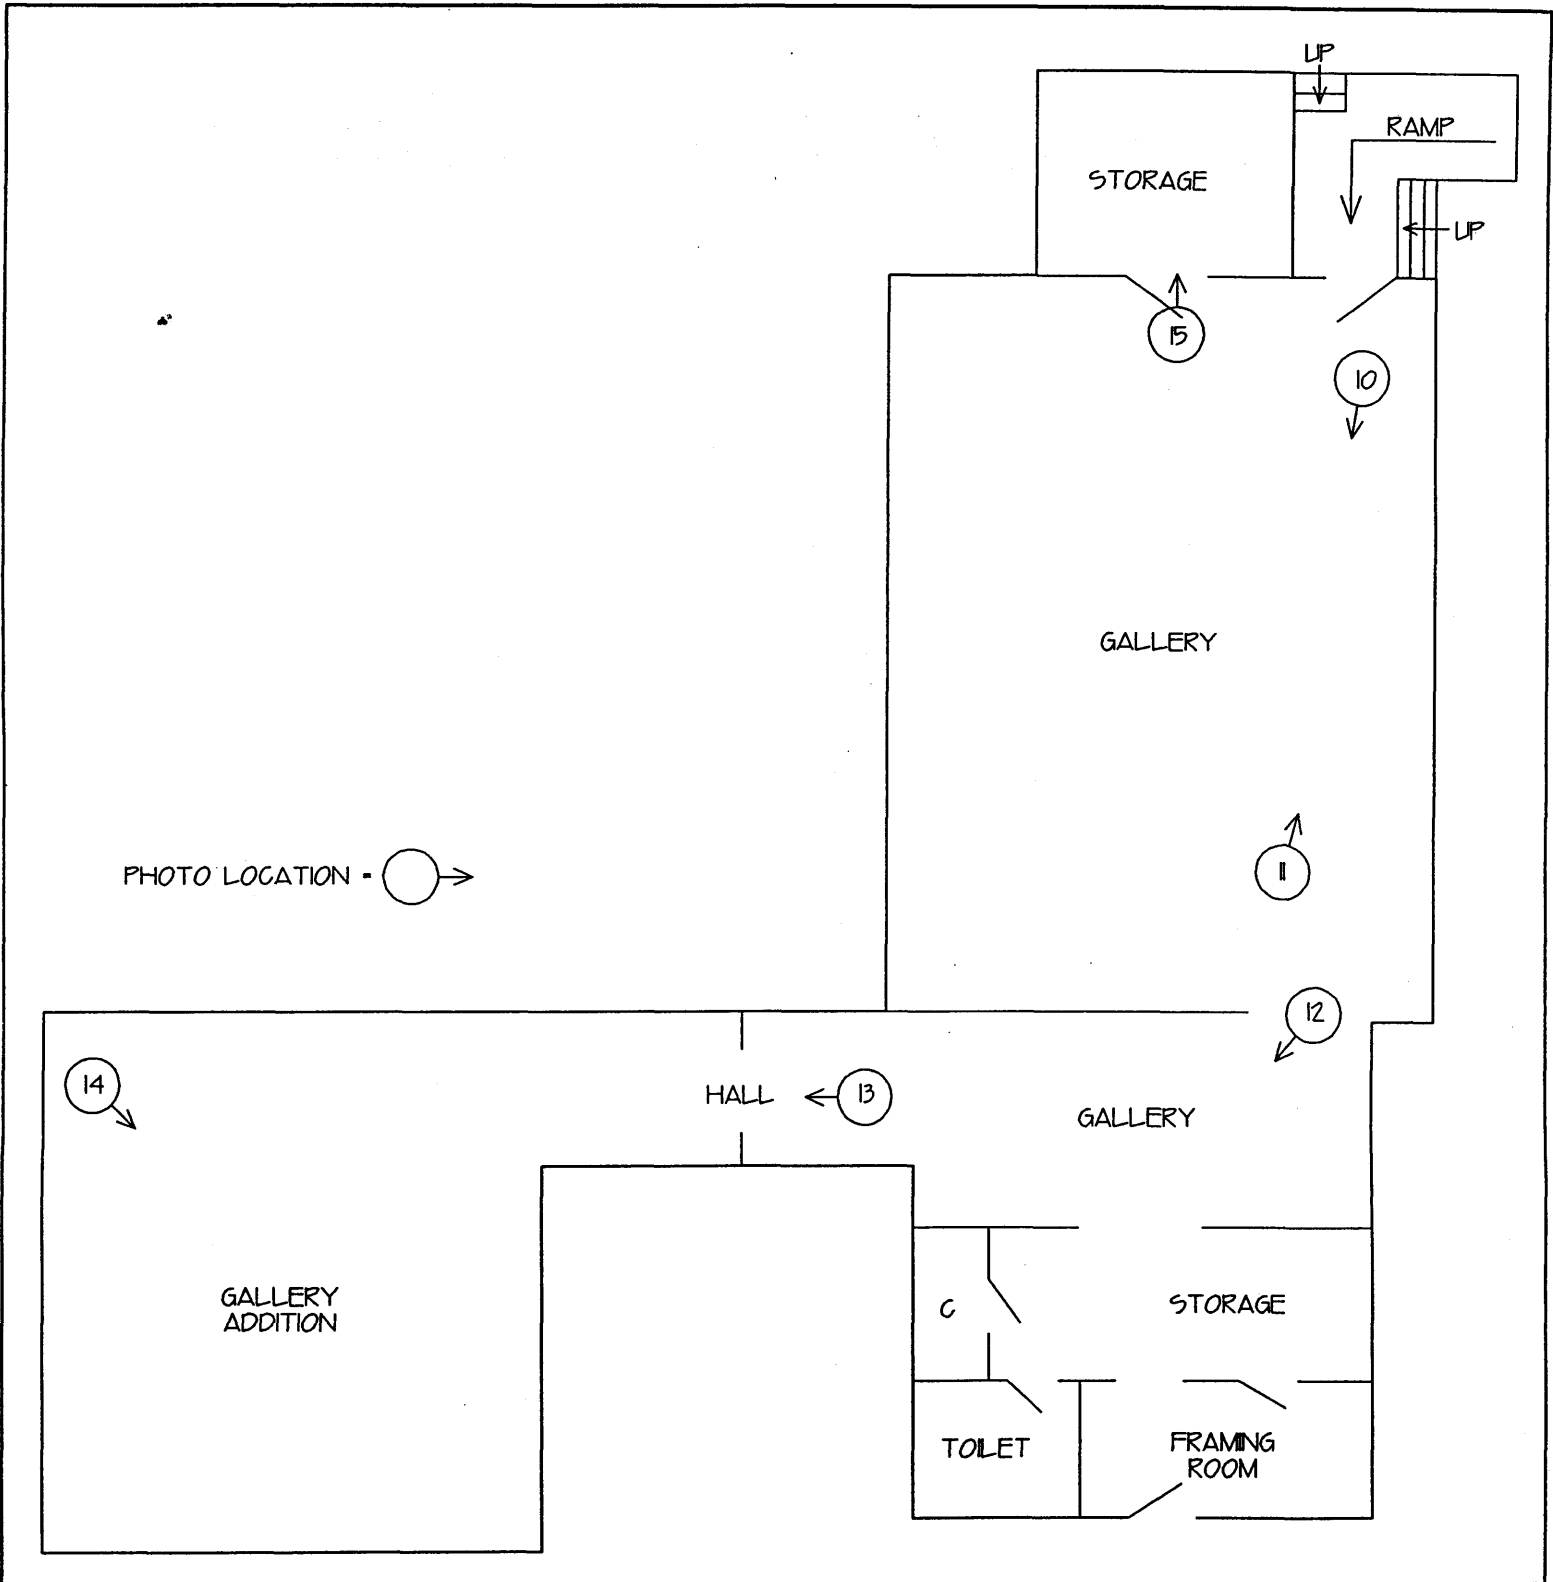 UP
RAMP
STORAGE
UP
15
10
GALLERY
PHOTO LOCATION -
11
12
14
HALL
13
GALLERY
GALLERY
ADDITION
C
STORAGE
TOILET
FRAMING
ROOM